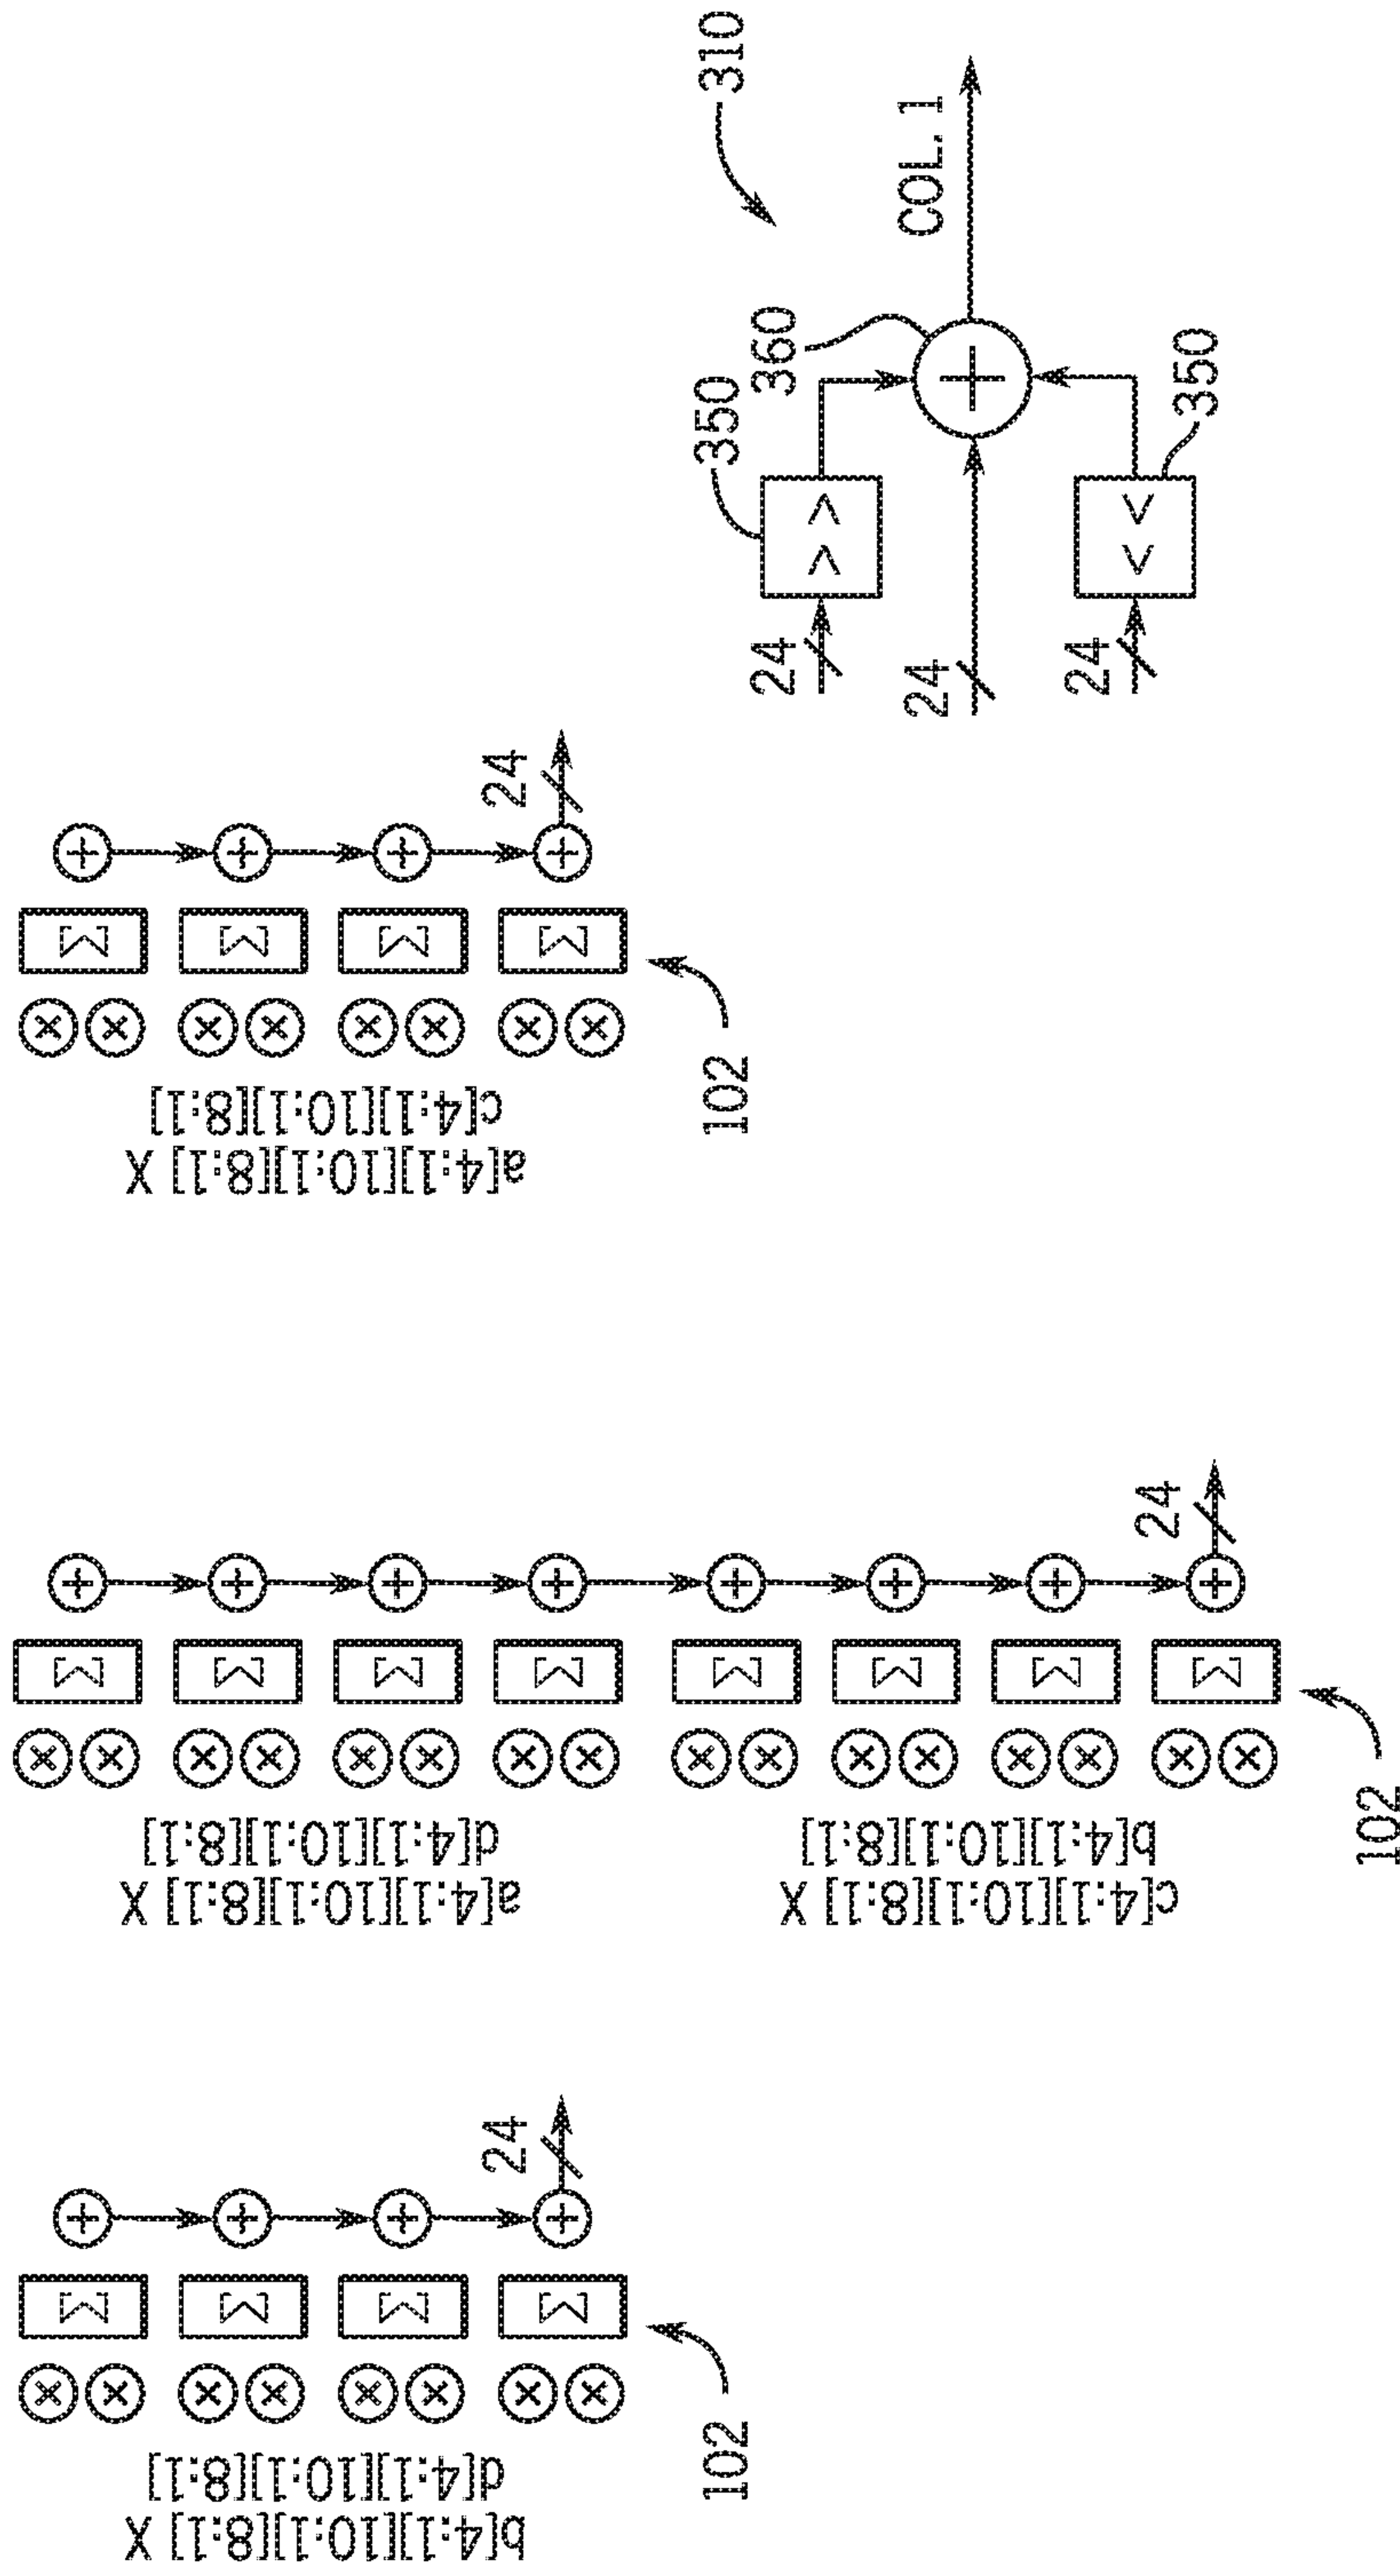 b[4:1][10:1][8:1] X
d[4:1][10:1][8:1]
24
102
a[4:1][10:1][8:1] X
d[4:1][10:1][8:1]
c[4:1][10:1][8:1] X
b[4:1][10:1][8:1]
24
102
a[4:1][10:1][8:1] X
c[4:1][10:1][8:1]
24
102
24
24
24
>>
<<
350
350
360
COL. 1
310